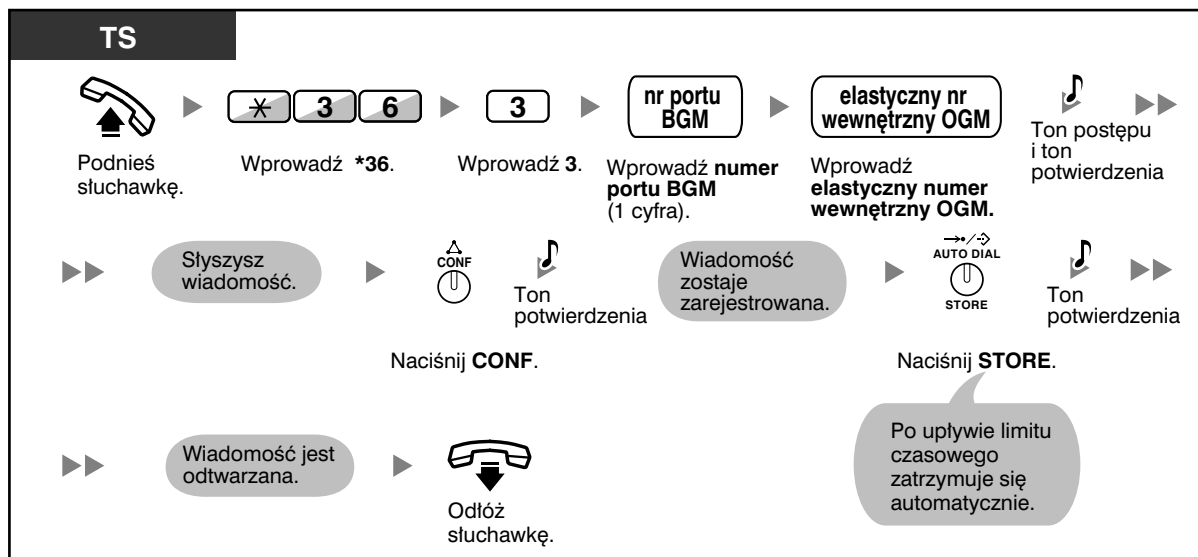 TS
* 3 6
3
nr portu
BGM
elastyczny nr
wewnętrzny OGM
Podnieś
słuchawkę.
Wprowadź *36.
Wprowadź 3.
Wprowadź numer
portu BGM
(1 cyfra).
Wprowadź
elastyczny numer
wewnętrzny OGM.
Ton postępu
i ton
potwierdzenia
Słyszysz
wiadomość.
CONF
Ton
potwierdzenia
Naciśnij CONF.
Wiadomość
zostaje
zarejestrowana.
AUTO DIAL
STORE
Ton
potwierdzenia
Naciśnij STORE.
Po upływie limitu
czasowego
zatrzymuje się
automatycznie.
Wiadomość jest
odtwarzana.
Odłóż
słuchawkę.